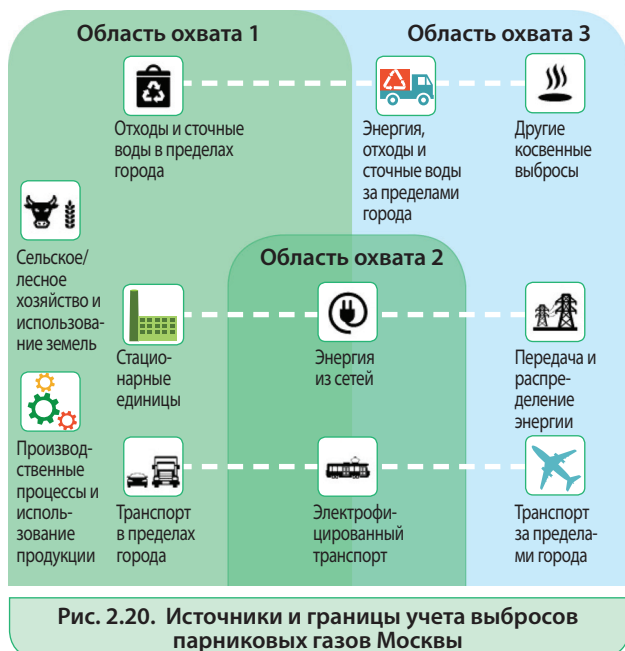 Область охвата 1
Область охвата 3
Отходы и сточные
воды в пределах
города
Энергия,
отходы и
сточные воды
за пределами
города
Другие
косвенные
выбросы
Сельское/
лесное
хозяйство и
использова-
ние земель
Область охвата 2
Стацио-
нарные
единицы
Энергия
из сетей
Передача и
распре-
деление
энергии
Производ-
ственные
процессы и
исполь-
зование
продукции
Транспорт
в пределах
города
Электрофи-
цированный
транспорт
Транспорт
за предела-
ми города
Рис. 2.20. Источники и границы учета выбросов
парниковых газов Москвы